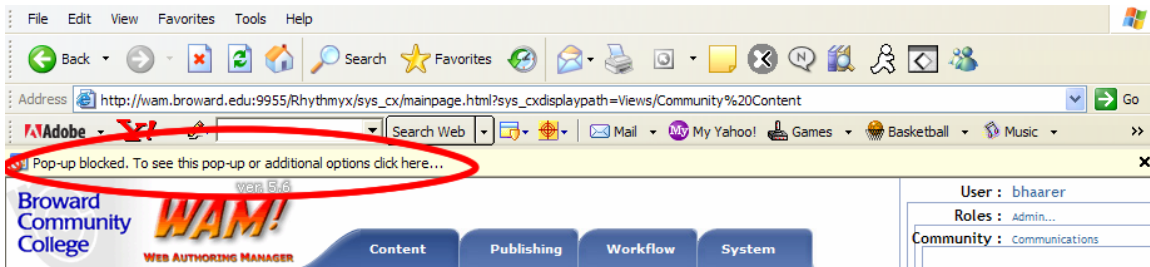 File Edit View Favorites Tools Help
Back Search Favorites
Address http://wam.broward.edu:9955/Rhythmyx/sys_cx/mainpage.html?sys_cxdisplaypath=Views/Community%20Content Go
Adobe Y! Search Web Mail My My Yahoo! Games Basketball Music
Pop-up blocked. To see this pop-up or additional options click here...
ver. 5.6
Broward
Community
College
WAM!
WEB AUTHORING MANAGER
Content Publishing Workflow System
User : bhaarer
Roles : Admin...
Community : Communications